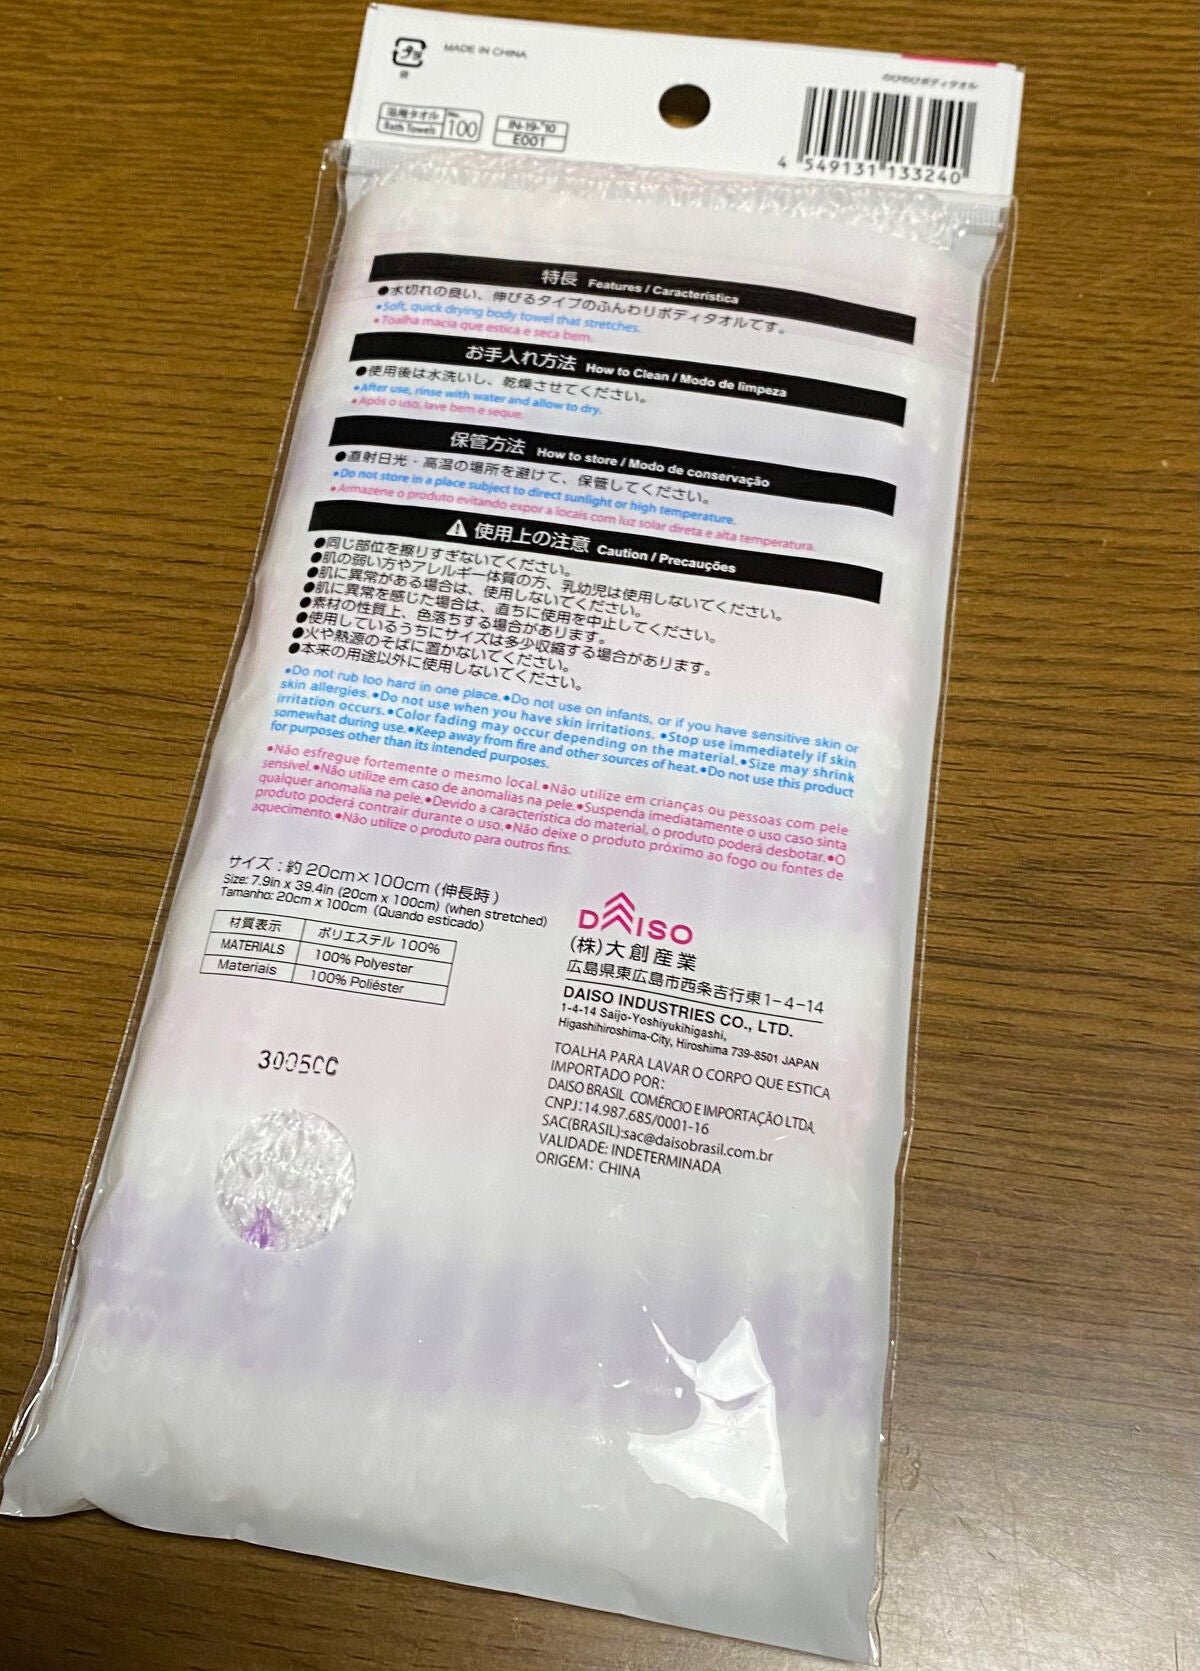 MADE IN CHINA
プラ
袋
浴用タオル No. 100
Bath Towels
IN-19-'10
E001
のびのびボディタオル
4 549131 133240
特長 Features / Característica
●水切れの良い、伸びるタイプのふんわりボディタオルです。
●Soft, quick drying body towel that stretches.
●Toalha macia que estica e seca bem.
お手入れ方法 How to Clean / Modo de limpeza
●使用後は水洗いし、乾燥させてください。
●After use, rinse with water and allow to dry.
●Após o uso, lave bem e seque.
保管方法 How to store / Modo de conservação
●直射日光・高温の場所を避けて、保管してください。
●Do not store in a place subject to direct sunlight or high temperature.
●Armazene o produto evitando expor a locais com luz solar direta e alta temperatura.
使用上の注意 Caution / Precauções
●同じ部位を擦りすぎないでください。
●肌の弱い方やアレルギー体質の方、乳幼児は使用しないでください。
●肌に異常がある場合は、使用しないでください。
●肌に異常を感じた場合は、直ちに使用を中止してください。
●素材の性質上、色落ちする場合があります。
●使用しているうちにサイズは多少収縮する場合があります。
●火や熱源のそばに置かないでください。
●本来の用途以外に使用しないでください。
●Do not rub too hard in one place.●Do not use on infants, or if you have sensitive skin or
skin allergies.●Do not use when you have skin irritations. ●Stop use immediately if skin
irritation occurs.●Color fading may occur depending on the material.●Size may shrink
somewhat during use.●Keep away from fire and other sources of heat.●Do not use this product
for purposes other than its intended purposes.
●Não esfregue fortemente o mesmo local.●Não utilize em crianças ou pessoas com pele
sensível.●Não utilize em caso de anomalias na pele.●Suspenda imediatamente o uso caso sinta
qualquer anomalia na pele.●Devido a característica do material, o produto poderá desbotar.●O
produto poderá contrair durante o uso.●Não deixe o produto próximo ao fogo ou fontes de
aquecimento.●Não utilize o produto para outros fins.
サイズ：約 20cm×100cm (伸長時)
Size: 7.9in x 39.4in (20cm x 100cm) (when stretched)
Tamanho: 20cm x 100cm (Quando esticado)
材質表示 ポリエステル 100%
MATERIALS 100% Polyester
Materiais 100% Poliéster
DAISO
(株)大創産業
広島県東広島市西条吉行東1-4-14
DAISO INDUSTRIES CO., LTD.
1-4-14 Saijo-Yoshiyukihigashi,
Higashihiroshima-City, Hiroshima 739-8501 JAPAN
TOALHA PARA LAVAR O CORPO QUE ESTICA
IMPORTADO POR:
DAISO BRASIL COMÉRCIO E IMPORTAÇÃO LTDA
CNPJ:14.987.685/0001-16
SAC(BRASIL):sac@daisobrasil.com.br
VALIDADE: INDETERMINADA
ORIGEM: CHINA